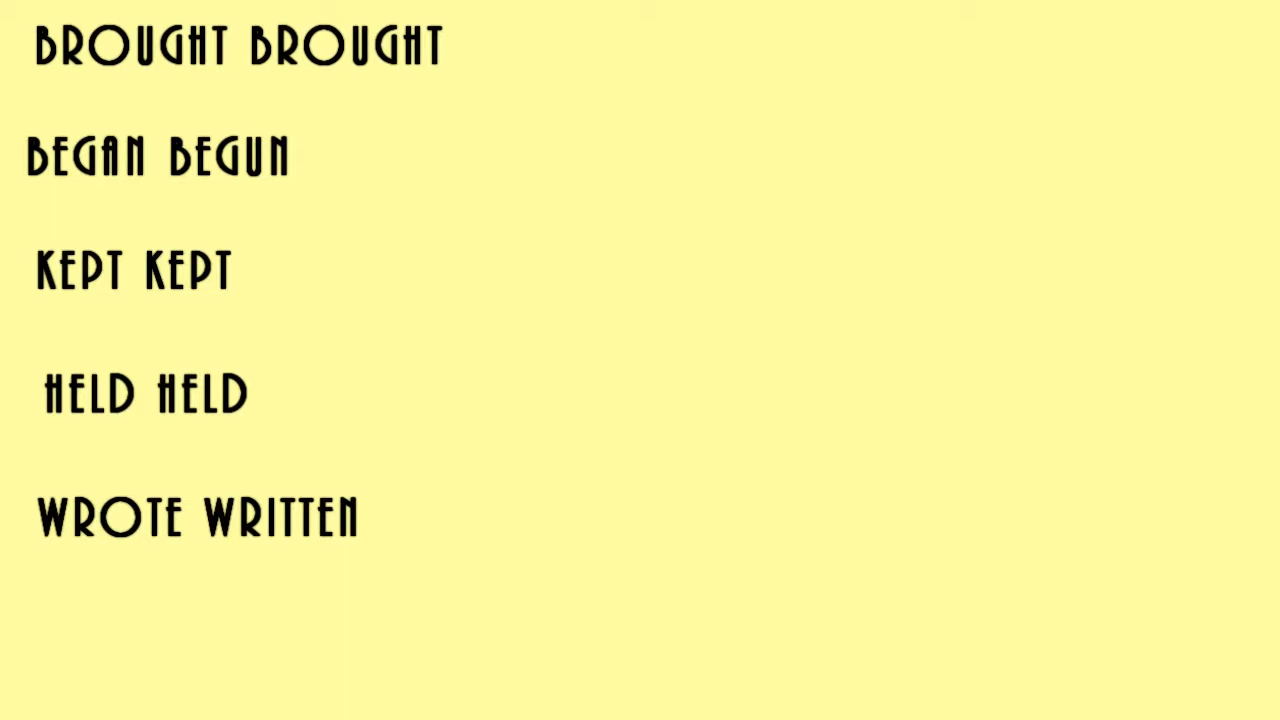 BROUGHT BROUGHT
BEGAN BEGUN
KEPT KEPT
HELD HELD
WROTE WRITTEN